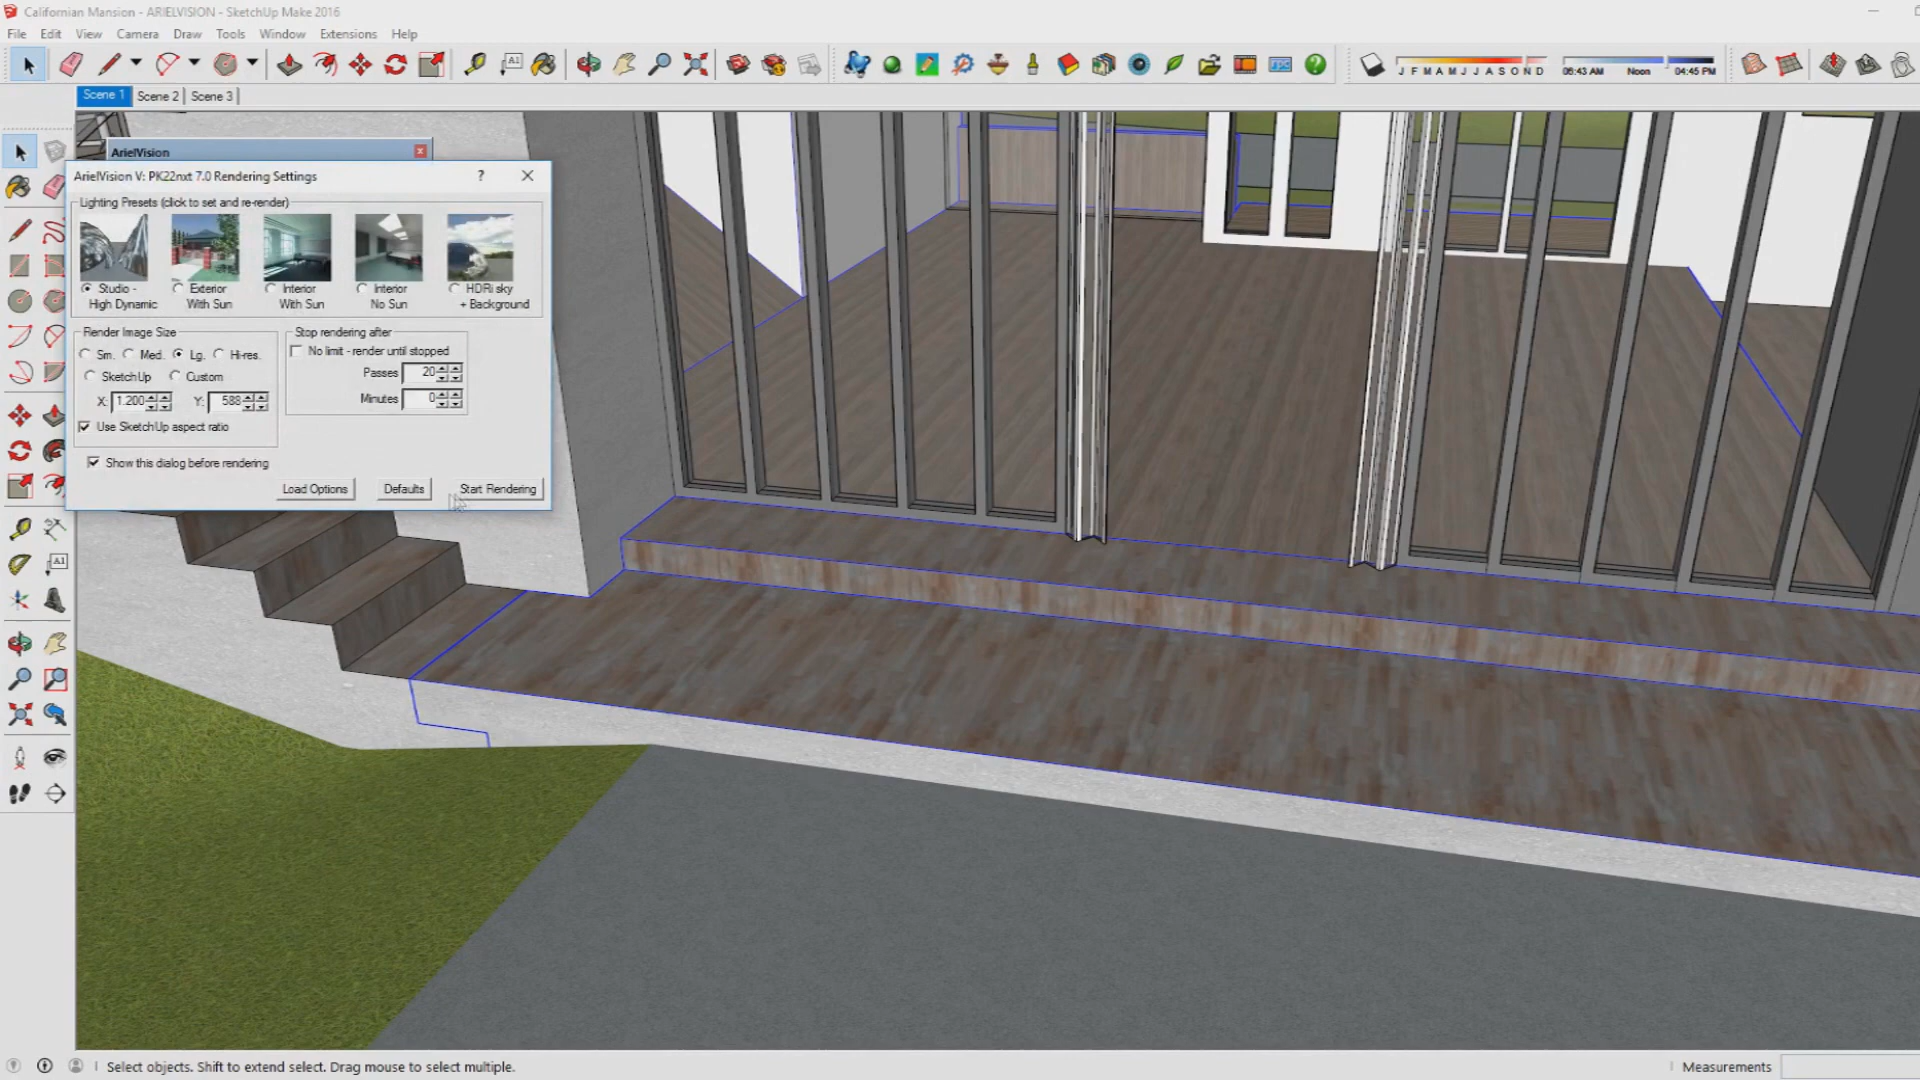 Californian Mansion - ARIELVISION - SketchUp Make 2016
File Edit View Camera Draw Tools Window Extensions Help
A1
J F M A M J J A S O N D
06:43 AM Noon 04:45 PM
Scene 1 Scene 2 Scene 3
ArielVision
ArielVision V: PK22nxt 7.0 Rendering Settings ?
Lighting Presets (click to set and re-render)
Studio - High Dynamic
Exterior With Sun
Interior With Sun
Interior No Sun
HDRi sky + Background
Render Image Size
Sm. Med. Lg. Hi-res.
SketchUp Custom
X: 1.200 Y: 588
Use SketchUp aspect ratio
Stop rendering after
No limit - render until stopped
Passes 20
Minutes 0
Show this dialog before rendering
Load Options Defaults Start Rendering
A1
Select objects. Shift to extend select. Drag mouse to select multiple.
Measurements